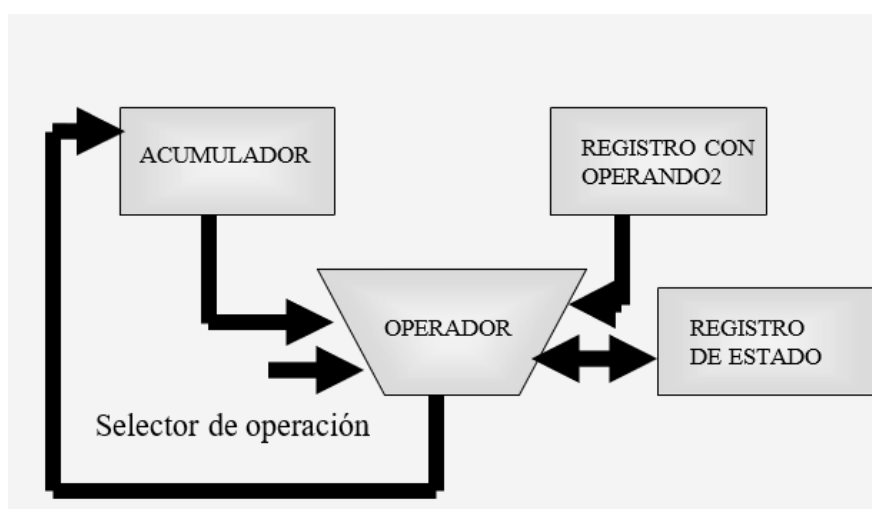 ACUMULADOR
REGISTRO CON
OPERANDO2
OPERADOR
REGISTRO
DE ESTADO
Selector de operación